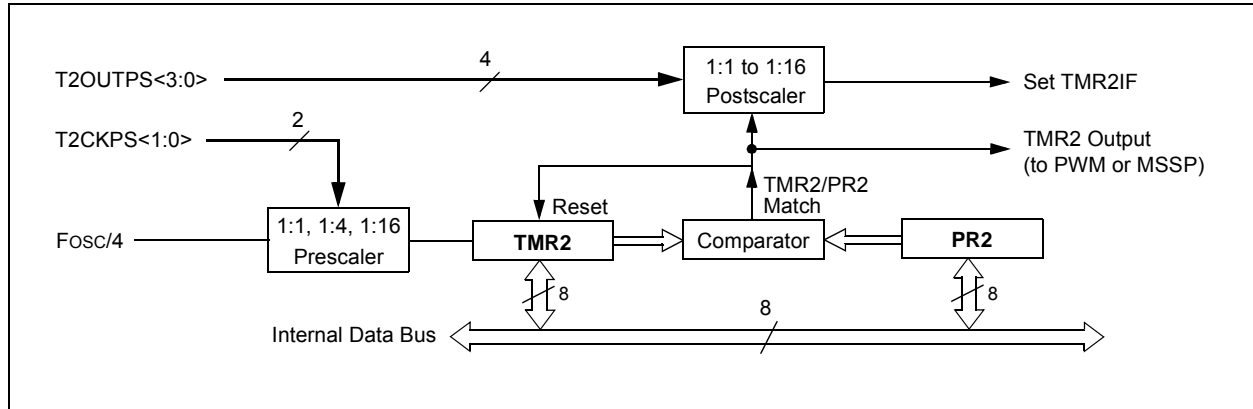 4
1:1 to 1:16
T2OUTPS<3:0>
Set TMR2IF
Postscaler
2
T2CKPS<1:0>
TMR2 Output
(to PWM or MSSP)
TMR2/PR2
Reset
Match
1:1, 1:4, 1:16
FOSC/4
TMR2
Comparator
PR2
Prescaler
8
8
8
Internal Data Bus